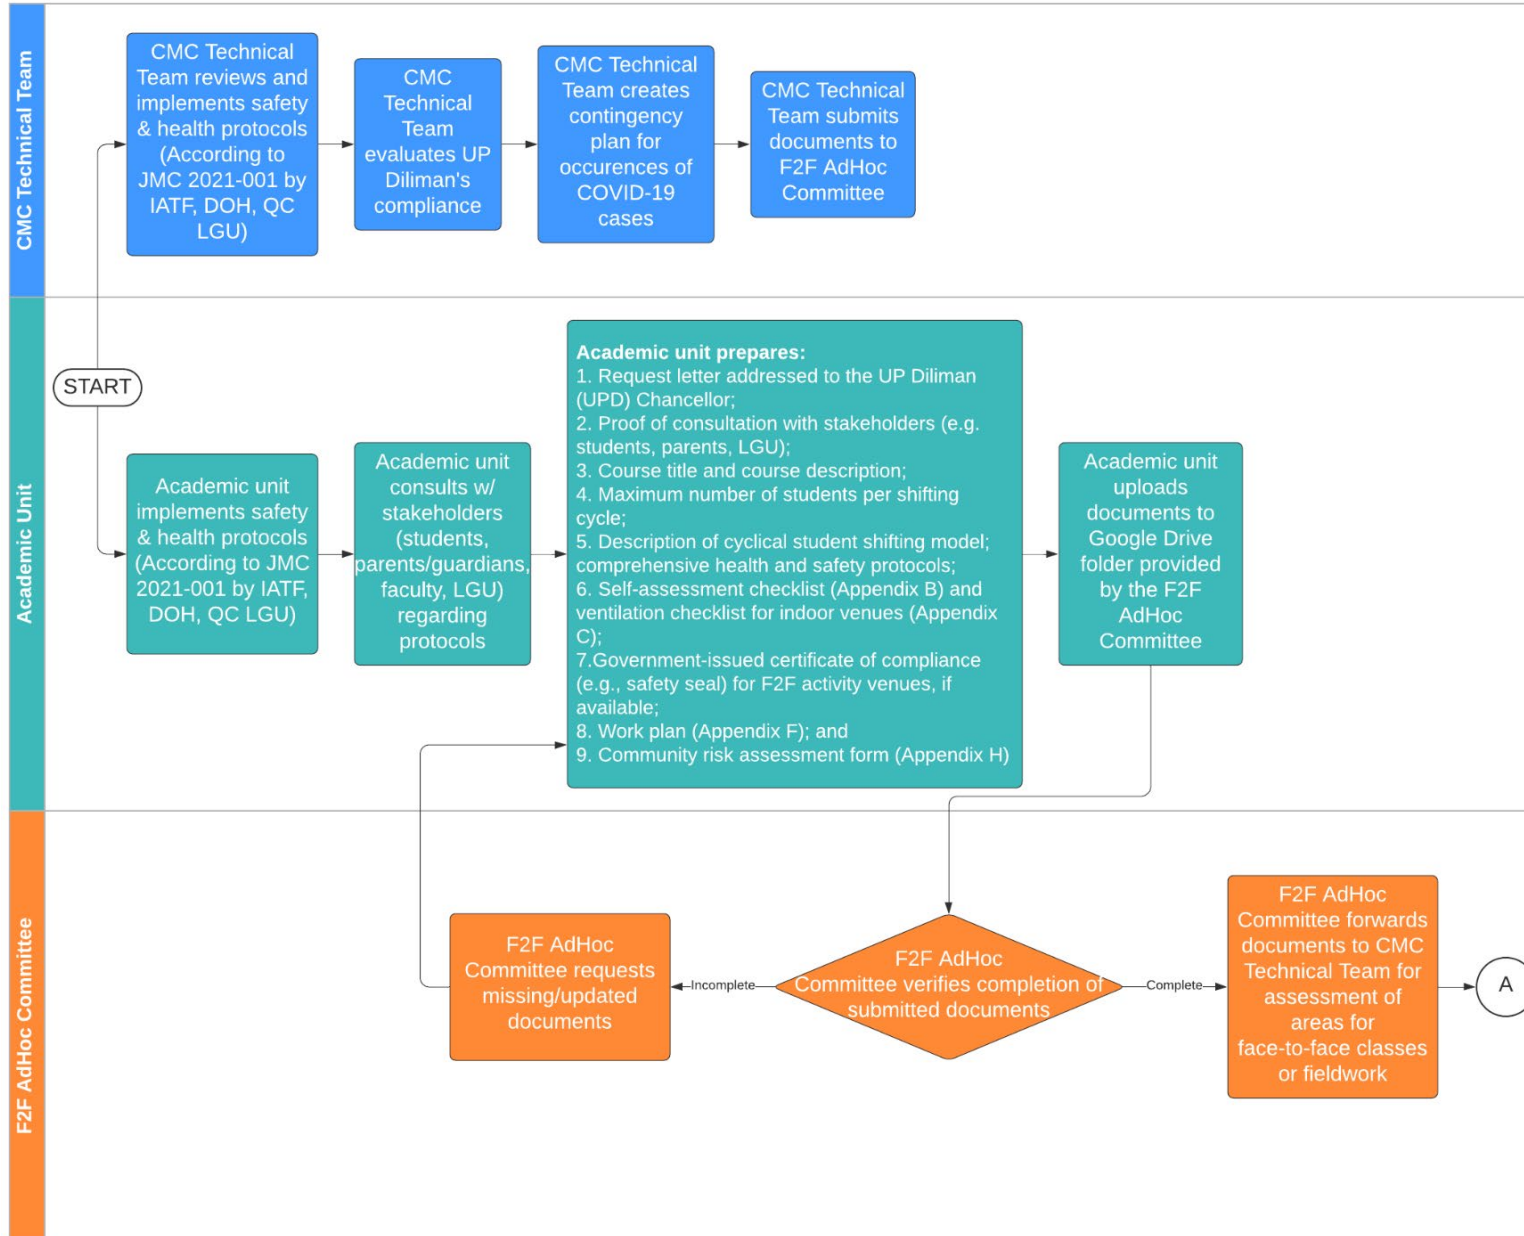 CMC Technical Team
CMC Technical
Team reviews and
implements safety
& health protocols
(According to
JMC 2021-001 by
IATF, DOH, QC
LGU)
CMC
Technical
Team
evaluates UP
Diliman's
compliance
CMC Technical
Team creates
contingency
plan for
occurences of
COVID-19
cases
CMC Technical
Team submits
documents to
F2F AdHoc
Committee
Academic Unit
START
Academic unit
implements safety
& health protocols
(According to JMC
2021-001 by IATF,
DOH, QC LGU)
Academic unit
consults w/
stakeholders
(students,
parents/guardians,
faculty, LGU)
regarding
protocols
Academic unit prepares:
1. Request letter addressed to the UP Diliman
(UPD) Chancellor;
2. Proof of consultation with stakeholders (e.g.
students, parents, LGU);
3. Course title and course description;
4. Maximum number of students per shifting
cycle;
5. Description of cyclical student shifting model;
comprehensive health and safety protocols;
6. Self-assessment checklist (Appendix B) and
ventilation checklist for indoor venues (Appendix
C);
7.Government-issued certificate of compliance
(e.g., safety seal) for F2F activity venues, if
available;
8. Work plan (Appendix F); and
9. Community risk assessment form (Appendix H)
Academic unit
uploads
documents to
Google Drive
folder provided
by the F2F
AdHoc
Committee
F2F AdHoc Committee
F2F AdHoc
Committee requests
missing/updated
documents
Incomplete
F2F AdHoc
Committee verifies completion of
submitted documents
Complete
F2F AdHoc
Committee forwards
documents to CMC
Technical Team for
assessment of
areas for
face-to-face classes
or fieldwork
A